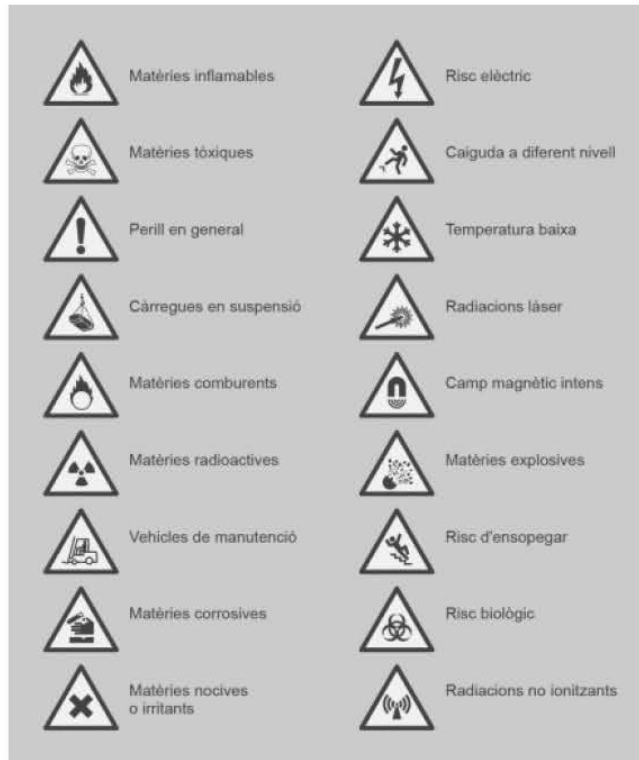 Matèries inflamables
Risc elèctric
Matèries tòxiques
Caiguda a diferent nivell
Perill en general
Temperatura baixa
Càrregues en suspensió
Radiacions làser
Matèries comburents
Camp magnètic intens
Matèries radioactives
Matèries explosives
Vehicles de manutenció
Risc d'ensopegar
Matèries corrosives
Risc biològic
Matèries nocives
o irritants
Radiacions no ionitzants